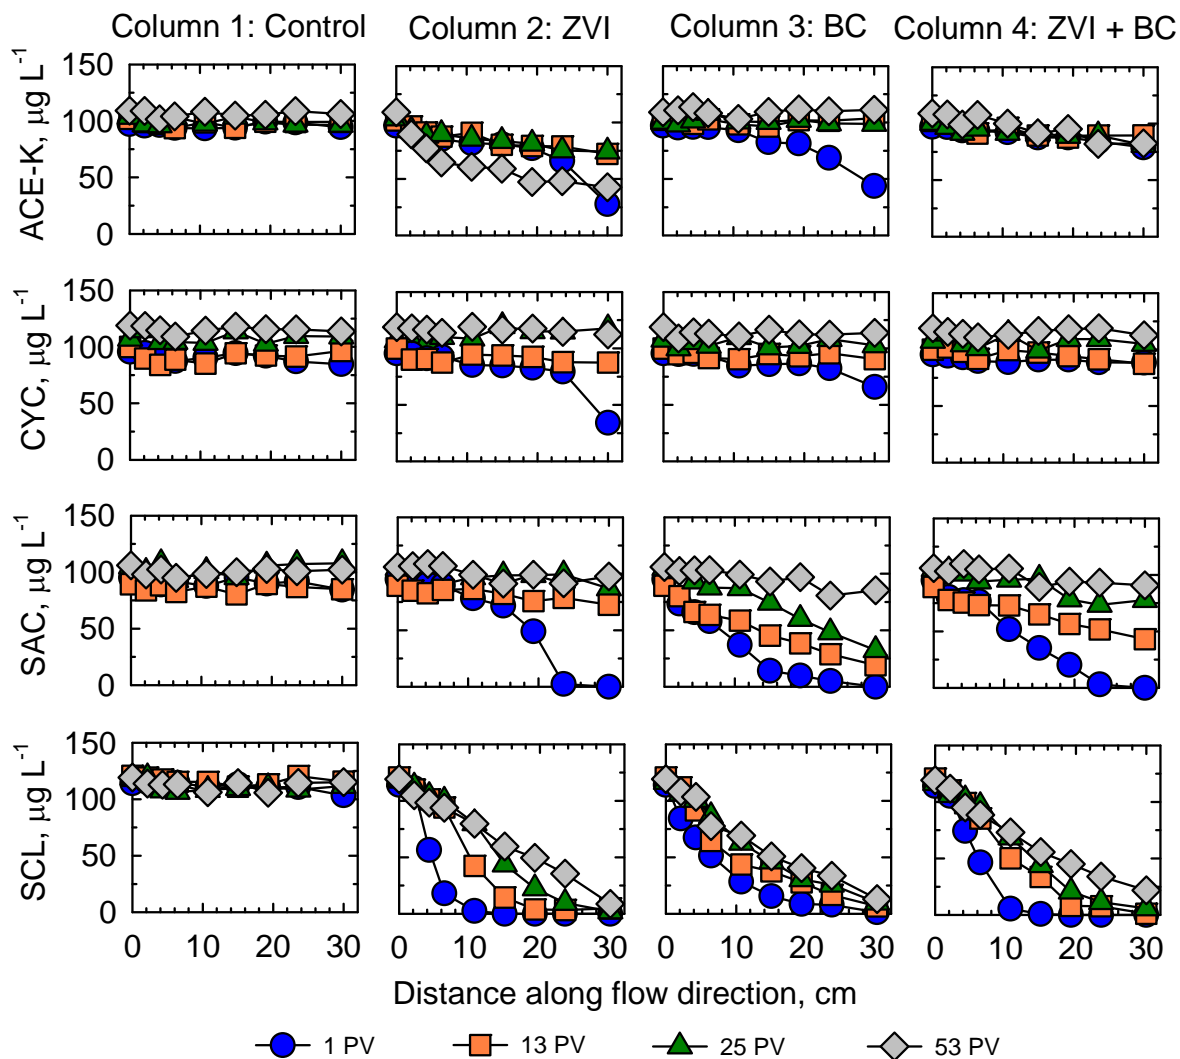 Column 1: Control Column 2: ZVI Column 3: BC Column 4: ZVI + BC
ACE-K, µg L⁻¹
150
100
50
0
CYC, µg L⁻¹
150
100
50
0
SAC, µg L⁻¹
150
100
50
0
SCL, µg L⁻¹
150
100
50
0
0 10 20 30 0 10 20 30 0 10 20 30 0 10 20 30
Distance along flow direction, cm
1 PV 13 PV 25 PV 53 PV